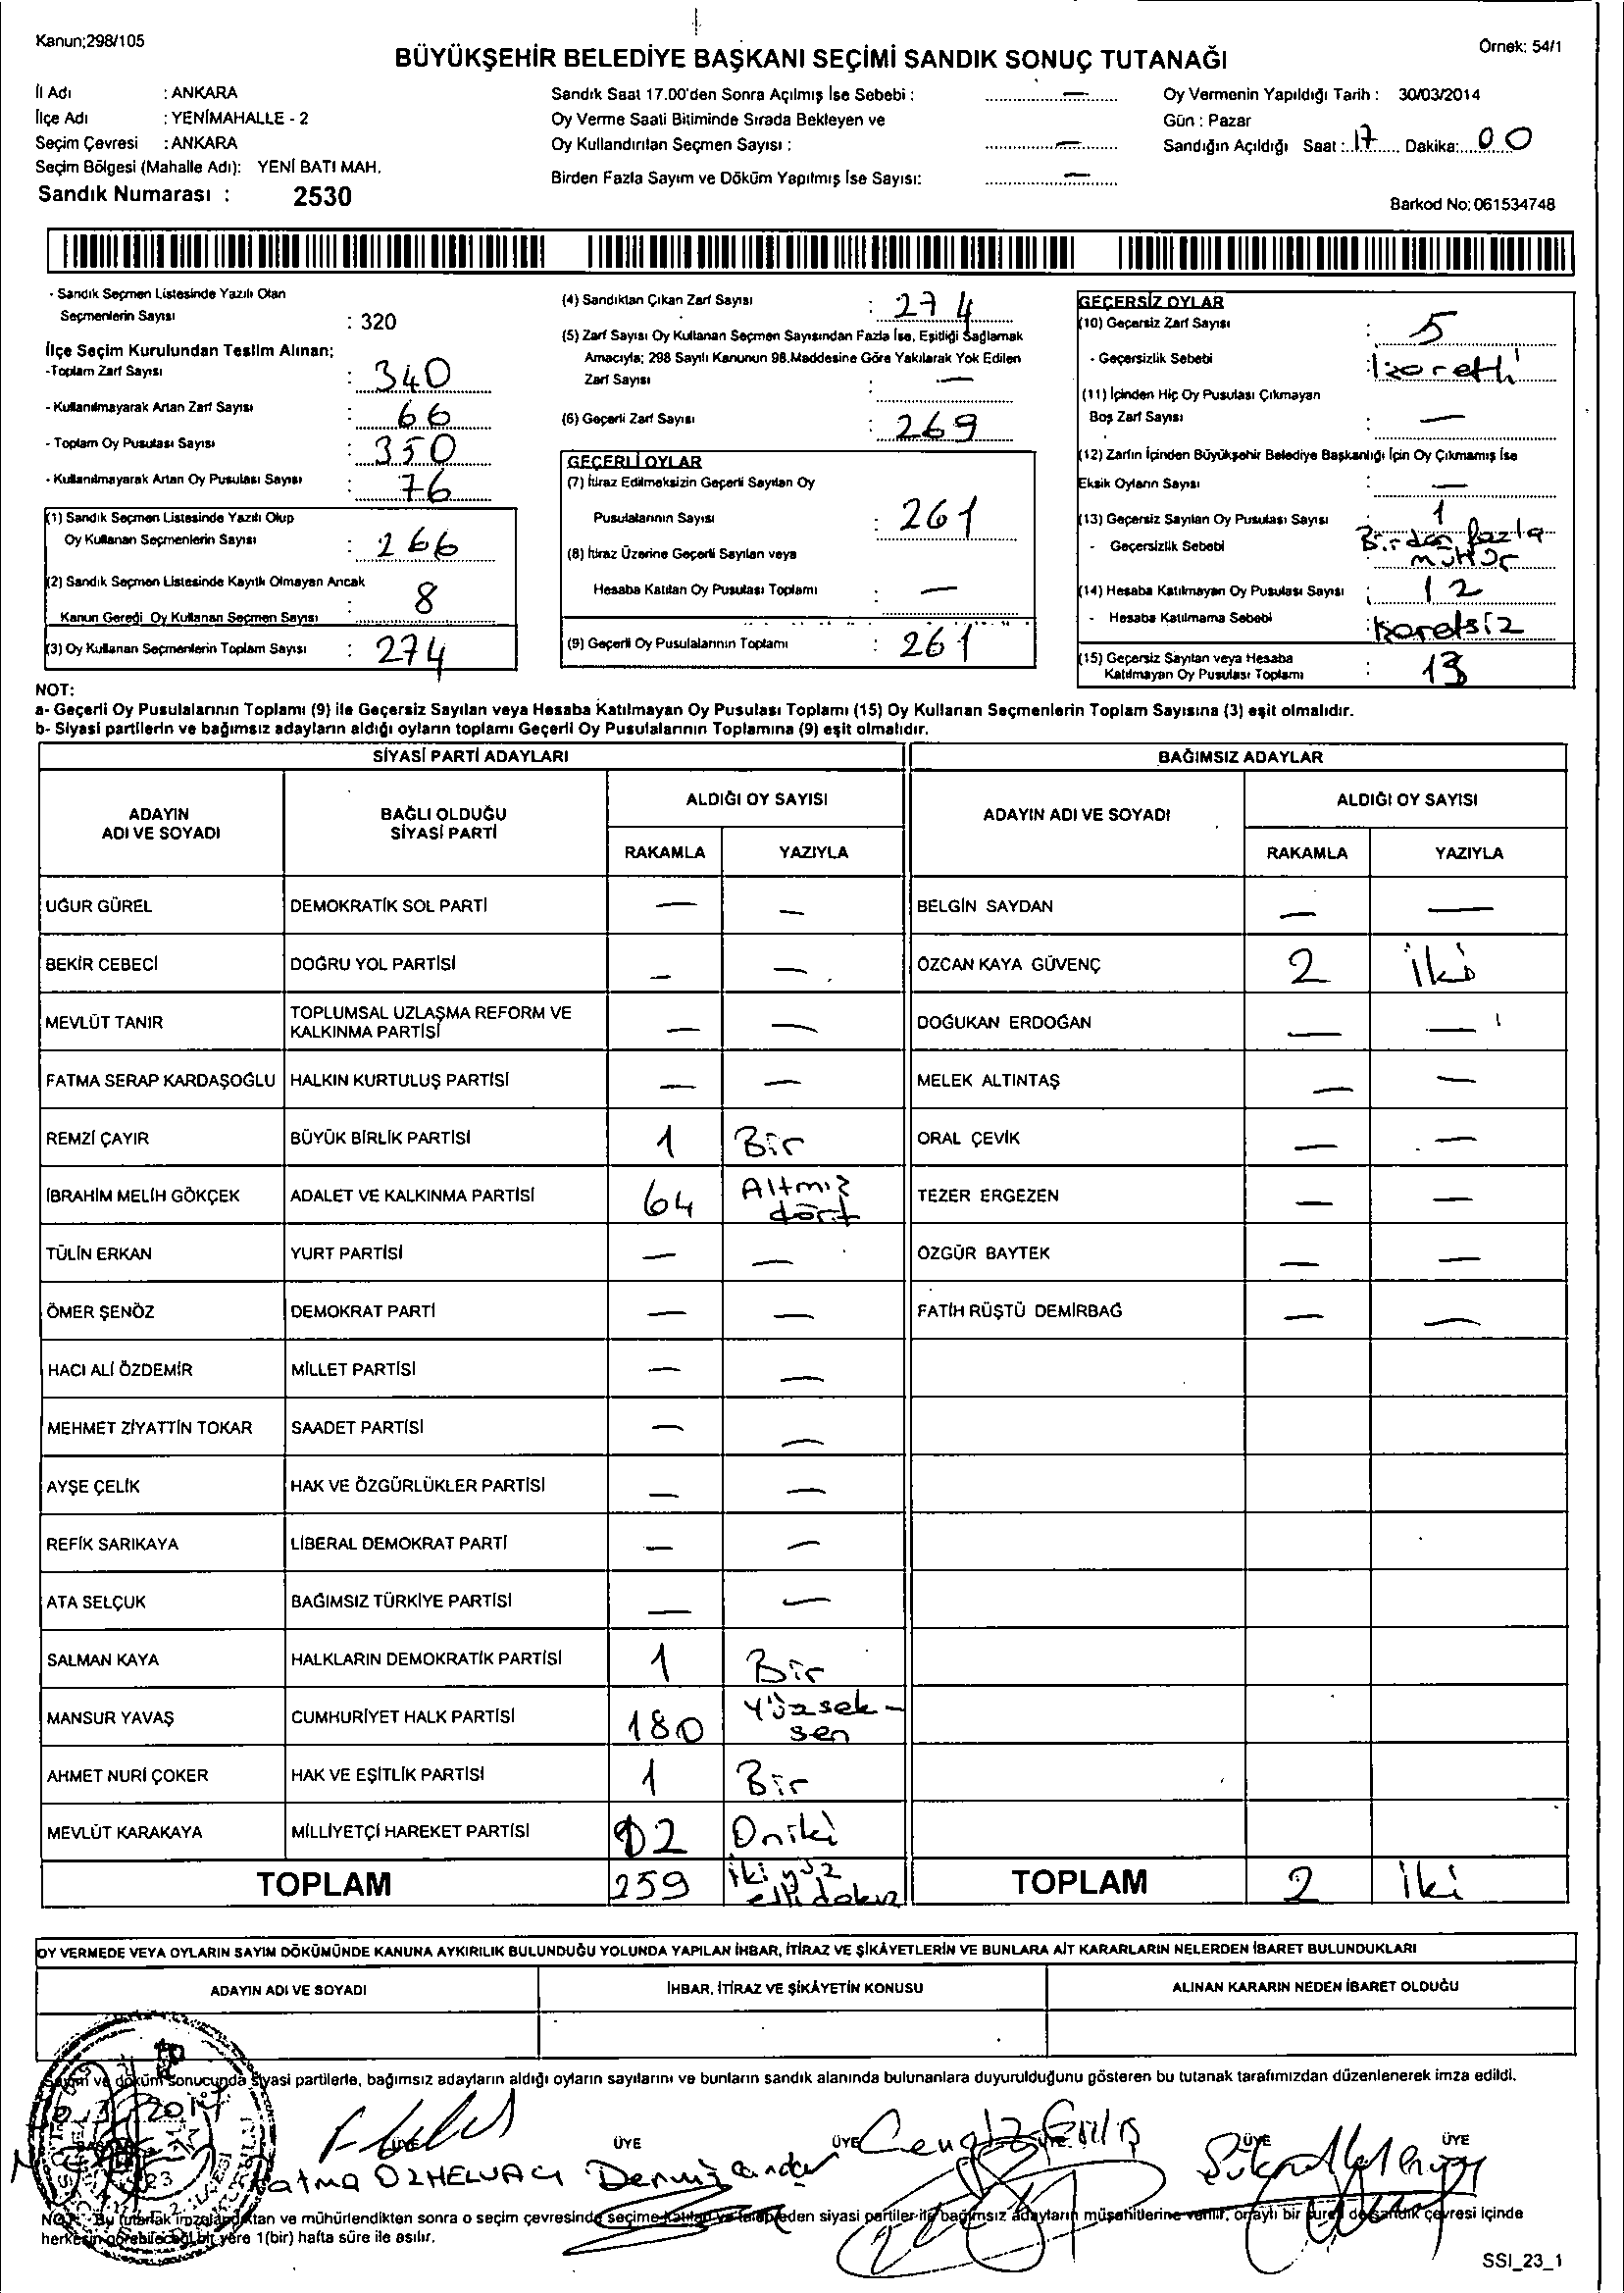 Kanun;298/105
Örnek: 54/1
BÜYÜKŞEHİR BELEDİYE BAŞKANI SEÇİMİ SANDIK SONUÇ TUTANAĞI
İl Adı : ANKARA
İlçe Adı : YENİMAHALLE - 2
Seçim Çevresi : ANKARA
Seçim Bölgesi (Mahalle Adı): YENİ BATI MAH.
Sandık Numarası : 2530
Sandık Saat 17.00'den Sonra Açılmış İse Sebebi : —
Oy Verme Saati Bitiminde Sırada Bekleyen ve
Oy Kullandırılan Seçmen Sayısı : —
Birden Fazla Sayım ve Döküm Yapılmış İse Sayısı: —
Oy Vermenin Yapıldığı Tarih : 30/03/2014
Gün : Pazar
Sandığın Açıldığı Saat : 17 Dakika: 00
Barkod No: 061534748
- Sandık Seçmen Listesinde Yazılı Olan
Seçmenlerin Sayısı : 320
İlçe Seçim Kurulundan Teslim Alınan;
-Toplam Zarf Sayısı : 340
- Kullanılmayarak Artan Zarf Sayısı : 66
- Toplam Oy Pusulası Sayısı : 350
- Kullanılmayarak Artan Oy Pusulası Sayısı : 76
(1) Sandık Seçmen Listesinde Yazılı Olup
Oy Kullanan Seçmenlerin Sayısı : 266
(2) Sandık Seçmen Listesinde Kayıtlı Olmayan Ancak
Kanun Gereği Oy Kullanan Seçmen Sayısı : 8
(3) Oy Kullanan Seçmenlerin Toplam Sayısı : 274
(4) Sandıktan Çıkan Zarf Sayısı : 274
(5) Zarf Sayısı Oy Kullanan Seçmen Sayısından Fazla İse, Eşitliği Sağlamak
Amacıyla; 298 Sayılı Kanunun 98.Maddesine Göre Yakılarak Yok Edilen
Zarf Sayısı : —
(6) Geçerli Zarf Sayısı : 269
GEÇERLİ OYLAR
(7) İtiraz Edilmeksizin Geçerli Sayılan Oy
Pusulalarının Sayısı : 261
(8) İtiraz Üzerine Geçerli Sayılan veya
Hesaba Katılan Oy Pusulası Toplamı : —
(9) Geçerli Oy Pusulalarının Toplamı : 261
GEÇERSİZ OYLAR
(10) Geçersiz Zarf Sayısı : 5
- Geçersizlik Sebebi : İzaretli
(11) İçinden Hiç Oy Pusulası Çıkmayan
Boş Zarf Sayısı : —
(12) Zarfın İçinden Büyükşehir Belediye Başkanlığı İçin Oy Çıkmamış İse
Eksik Oyların Sayısı : —
(13) Geçersiz Sayılan Oy Pusulası Sayısı : 1
- Geçersizlik Sebebi Birden fazla
mühür
(14) Hesaba Katılmayan Oy Pusulası Sayısı : 12
- Hesaba Katılmama Sebebi :
(15) Geçersiz Sayılan veya Hesaba
Katılmayan Oy Pusulası Toplamı : 13
NOT:
a- Geçerli Oy Pusulalarının Toplamı (9) ile Geçersiz Sayılan veya Hesaba Katılmayan Oy Pusulası Toplamı (15) Oy Kullanan Seçmenlerin Toplam Sayısına (3) eşit olmalıdır.
b- Siyasi partilerin ve bağımsız adayların aldığı oyların toplamı Geçerli Oy Pusulalarının Toplamına (9) eşit olmalıdır.
SİYASİ PARTİ ADAYLARI
ADAYIN ADI VE SOYADI
BAĞLI OLDUĞU SİYASİ PARTİ
ALDIĞI OY SAYISI
RAKAMLA YAZIYLA
UĞUR GÜREL DEMOKRATİK SOL PARTİ — —
BEKİR CEBECİ DOĞRU YOL PARTİSİ — —
MEVLÜT TANIR TOPLUMSAL UZLAŞMA REFORM VE KALKINMA PARTİSİ — —
FATMA SERAP KARDAŞOĞLU HALKIN KURTULUŞ PARTİSİ — —
REMZİ ÇAYIR BÜYÜK BİRLİK PARTİSİ 1 Bir
İBRAHİM MELİH GÖKÇEK ADALET VE KALKINMA PARTİSİ 64 Altmış dört
TÜLİN ERKAN YURT PARTİSİ — —
ÖMER ŞENÖZ DEMOKRAT PARTİ — —
HACI ALİ ÖZDEMİR MİLLET PARTİSİ — —
MEHMET ZİYATTİN TOKAR SAADET PARTİSİ — —
AYŞE ÇELİK HAK VE ÖZGÜRLÜKLER PARTİSİ — —
REFİK SARIKAYA LİBERAL DEMOKRAT PARTİ — —
ATA SELÇUK BAĞIMSIZ TÜRKİYE PARTİSİ — —
SALMAN KAYA HALKLARIN DEMOKRATİK PARTİSİ 1 Bir
MANSUR YAVAŞ CUMHURİYET HALK PARTİSİ 180 Yüzsek-sen
AHMET NURİ ÇOKER HAK VE EŞİTLİK PARTİSİ 1 Bir
MEVLÜT KARAKAYA MİLLİYETÇİ HAREKET PARTİSİ 12 Oniki
TOPLAM 259 iki yüz elli dokuz
BAĞIMSIZ ADAYLAR
ADAYIN ADI VE SOYADI
ALDIĞI OY SAYISI
RAKAMLA YAZIYLA
BELGİN SAYDAN — —
ÖZCAN KAYA GÜVENÇ 2 İki
DOĞUKAN ERDOĞAN — —
MELEK ALTINTAŞ — —
ORAL ÇEVİK — —
TEZER ERGEZEN — —
ÖZGÜR BAYTEK — —
FATİH RÜŞTÜ DEMİRBAĞ — —
TOPLAM 2 İki
OY VERMEDE VEYA OYLARIN SAYIM DÖKÜMÜNDE KANUNA AYKIRILIK BULUNDUĞU YOLUNDA YAPILAN İHBAR, İTİRAZ VE ŞİKÂYETLERİN VE BUNLARA AİT KARARLARIN NELERDEN İBARET BULUNDUKLARI
ADAYIN ADI VE SOYADI İHBAR, İTİRAZ VE ŞİKÂYETİN KONUSU ALINAN KARARIN NEDEN İBARET OLDUĞU
Sayım ve döküm sonucunda siyasi partilerle, bağımsız adayların aldığı oyların sayılarını ve bunların sandık alanında bulunanlara duyurulduğunu gösteren bu tutanak tarafımızdan düzenlenerek imza edildi.
ÜYE ÜYE ÜYE ÜYE ÜYE
Fatma ÖZHELVACI Cengiz
NOT:- Bu tutanak imzalandıktan ve mühürlendikten sonra o seçim çevresinde seçime katılan ve talep eden siyasi partiler ile bağımsız adayların müşahitlerine verilir, onaylı bir sureti de sandık çevresi içinde
herkesin görebileceği bir yere 1(bir) hafta süre ile asılır.
SSI_23_1